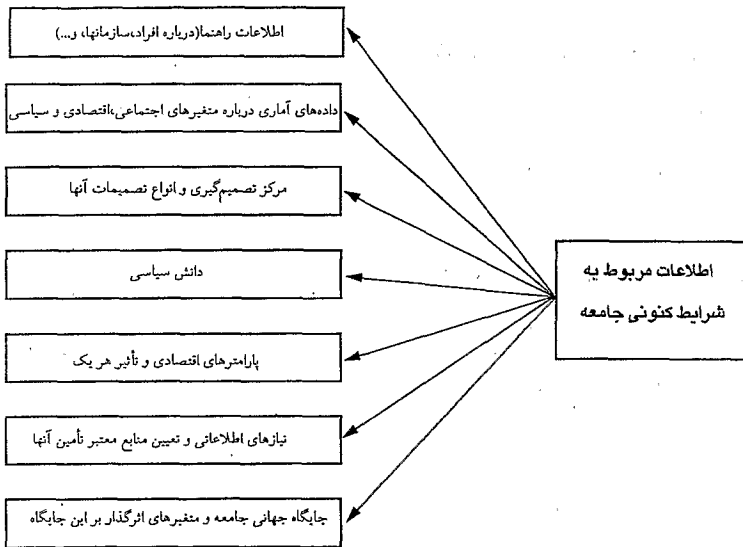 اطلاعات مربوط به
شرایط کنونی جامعه
اطلاعات راهنما(درباره افراد،سازمانها، و...)
داده‌های آماری درباره متغیرهای اجتماعی،اقتصادی و سیاسی
مرکز تصمیم‌گیری و انواع تصمیمات آنها
دانش سیاسی
پارامترهای اقتصادی و تأثیر هر یک
نیازهای اطلاعاتی و تعیین منابع معتبر تأمین آنها
جایگاه جهانی جامعه و متغیرهای اثرگذار بر این جایگاه